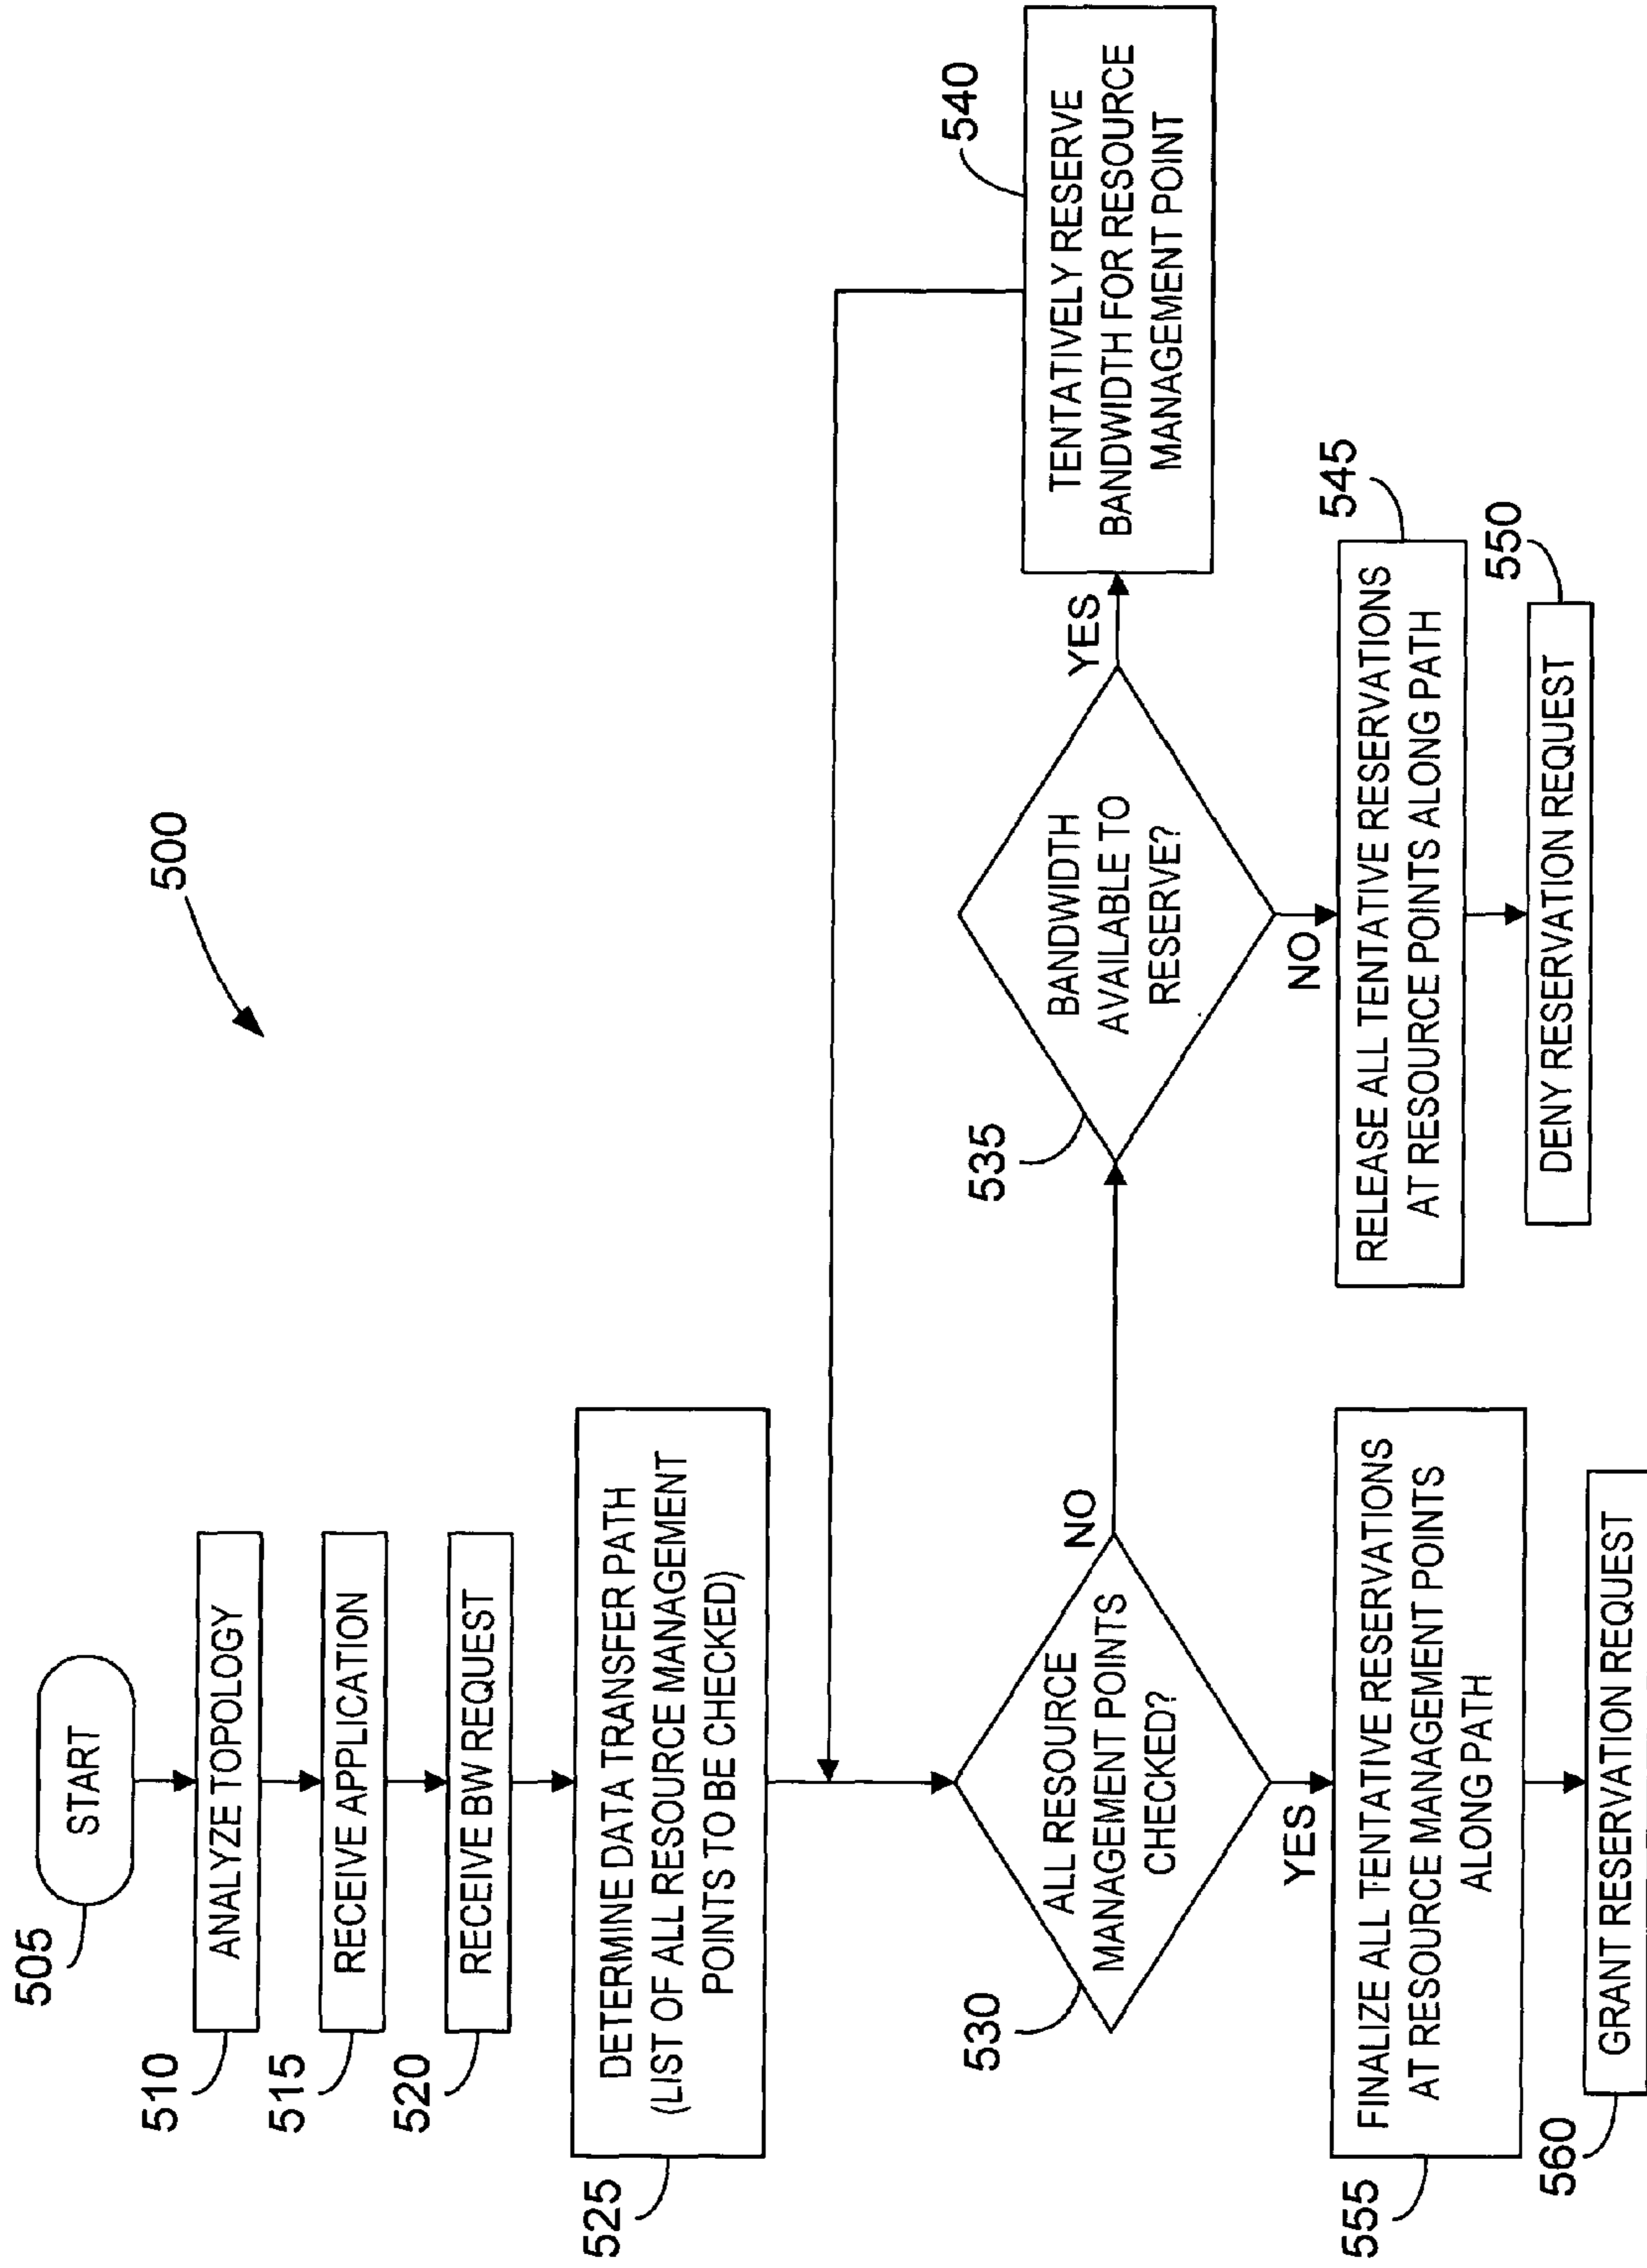 500
505
START
510
ANALYZE TOPOLOGY
515
RECEIVE APPLICATION
520
RECEIVE BW REQUEST
525
DETERMINE DATA TRANSFER PATH
(LIST OF ALL RESOURCE MANAGEMENT
POINTS TO BE CHECKED)
530
ALL RESOURCE
MANAGEMENT POINTS
CHECKED?
NO
YES
535
BANDWIDTH
AVAILABLE TO
RESERVE?
YES
NO
540
TENTATIVELY RESERVE
BANDWIDTH FOR RESOURCE
MANAGEMENT POINT
545
RELEASE ALL TENTATIVE RESERVATIONS
AT RESOURCE POINTS ALONG PATH
550
DENY RESERVATION REQUEST
555
FINALIZE ALL TENTATIVE RESERVATIONS
AT RESOURCE MANAGEMENT POINTS
ALONG PATH
560
GRANT RESERVATION REQUEST